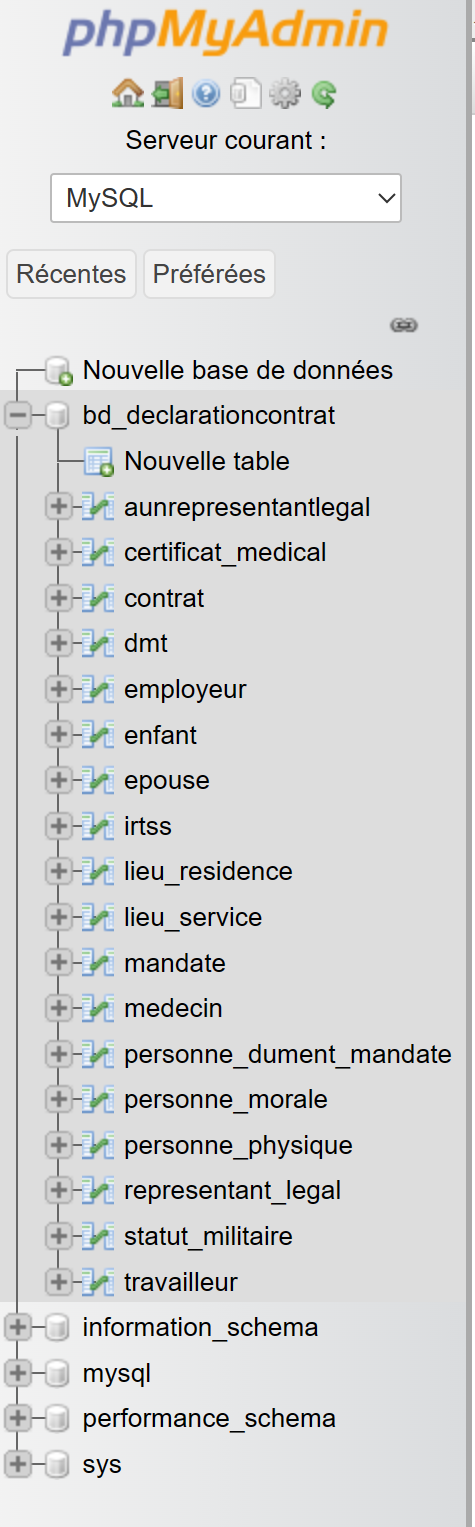 phpMyAdmin
Serveur courant :
MySQL
Récentes Préférées
Nouvelle base de données
bd_declarationcontrat
Nouvelle table
aunrepresentantlegal
certificat_medical
contrat
dmt
employeur
enfant
epouse
irtss
lieu_residence
lieu_service
mandate
medecin
personne_dument_mandate
personne_morale
personne_physique
representant_legal
statut_militaire
travailleur
information_schema
mysql
performance_schema
sys